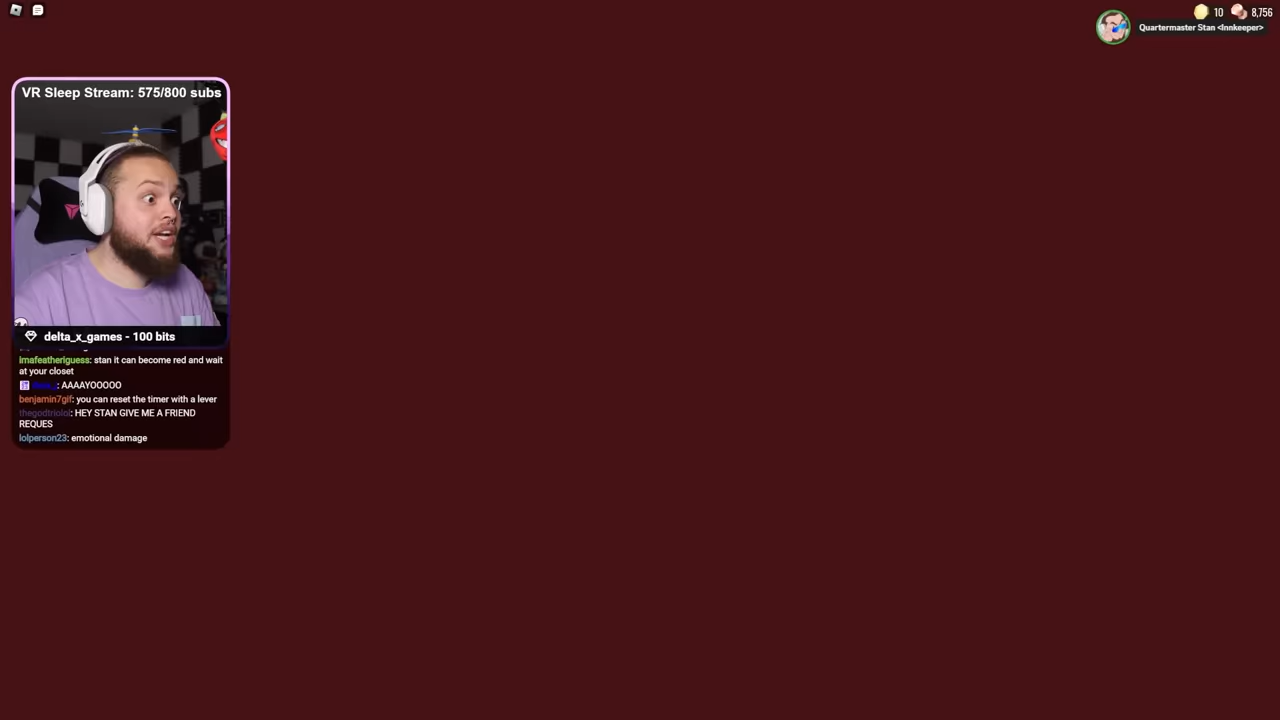 10
8,756
Quartermaster Stan <Innkeeper>
VR Sleep Stream: 575/800 subs
delta_x_games - 100 bits
imafeatheriguess: stan it can become red and wait
at your closet
: AAAAYOOOOO
benjamin7gif: you can reset the timer with a lever
thegodtriolol: HEY STAN GIVE ME A FRIEND
REQUES
lolperson23: emotional damage